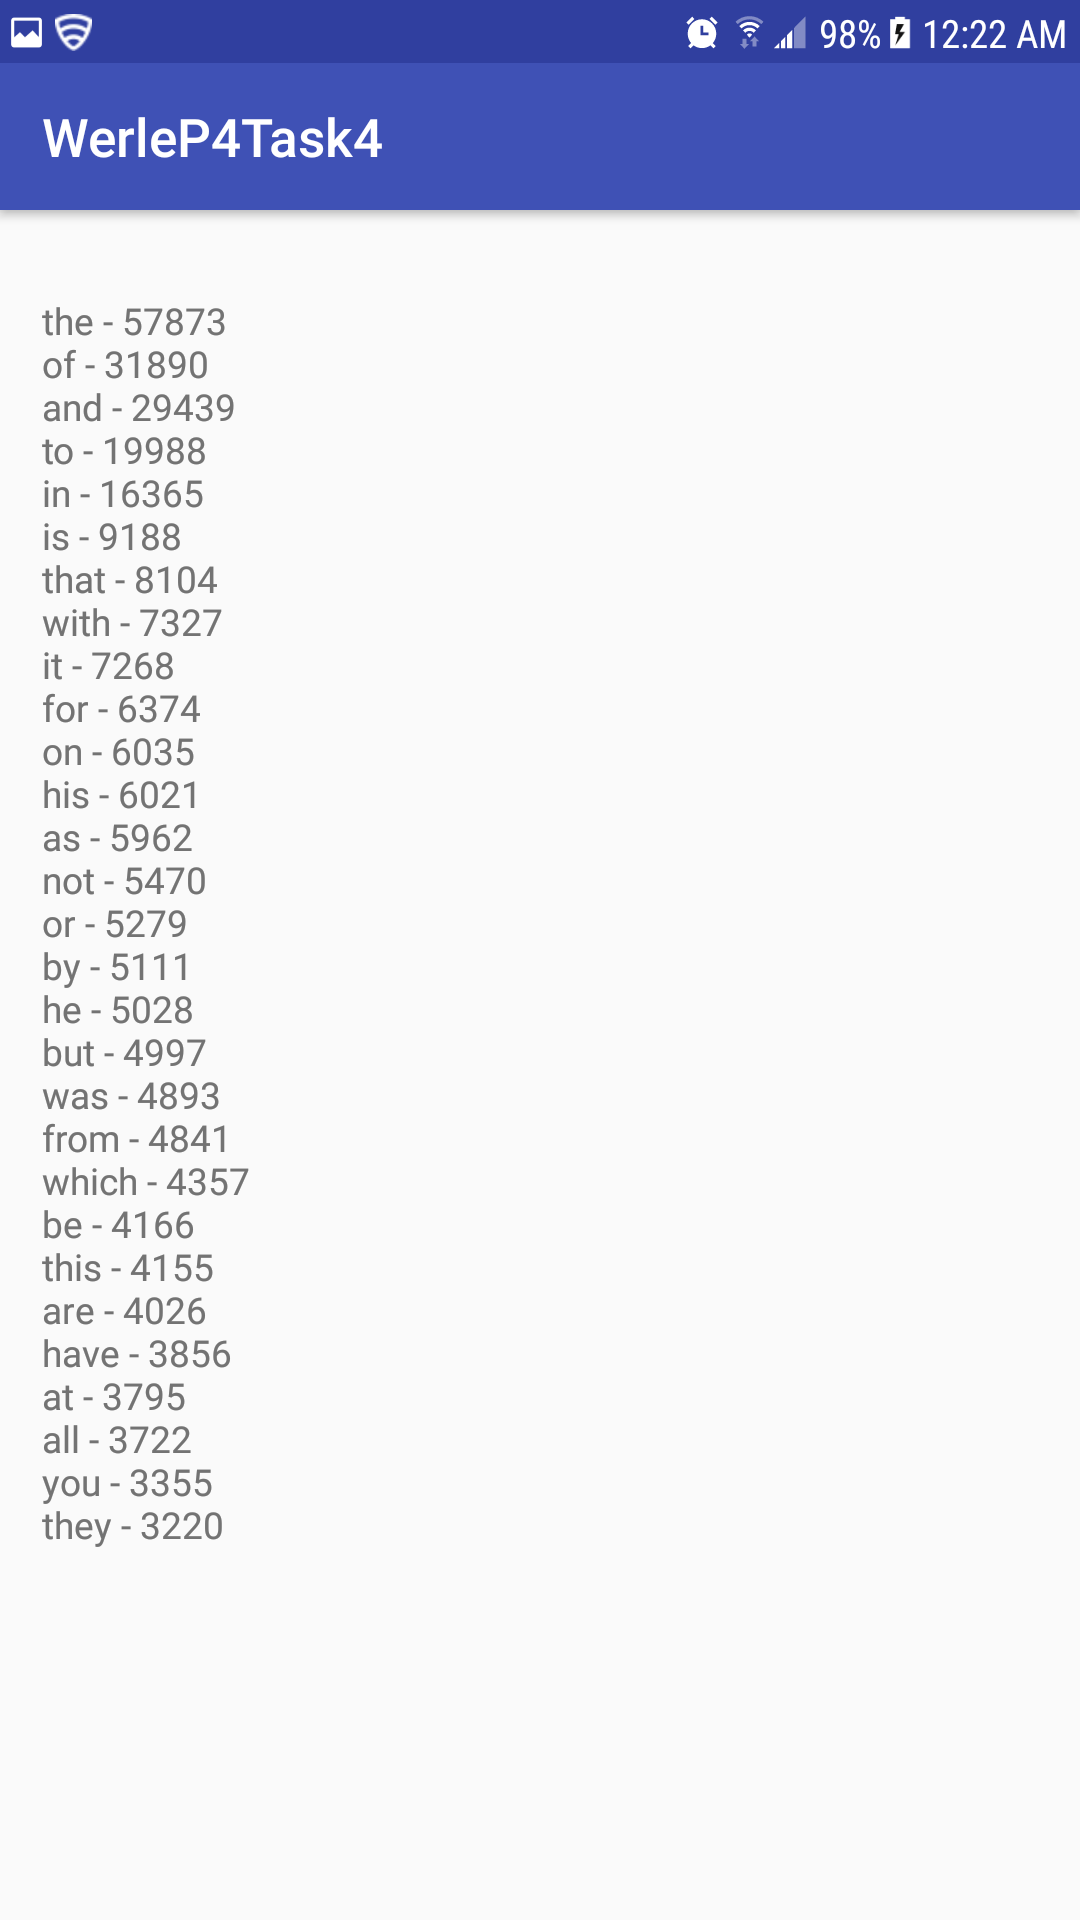 98% 12:22 AM
WerleP4Task4
the - 57873
of - 31890
and - 29439
to - 19988
in - 16365
is - 9188
that - 8104
with - 7327
it - 7268
for - 6374
on - 6035
his - 6021
as - 5962
not - 5470
or - 5279
by - 5111
he - 5028
but - 4997
was - 4893
from - 4841
which - 4357
be - 4166
this - 4155
are - 4026
have - 3856
at - 3795
all - 3722
you - 3355
they - 3220